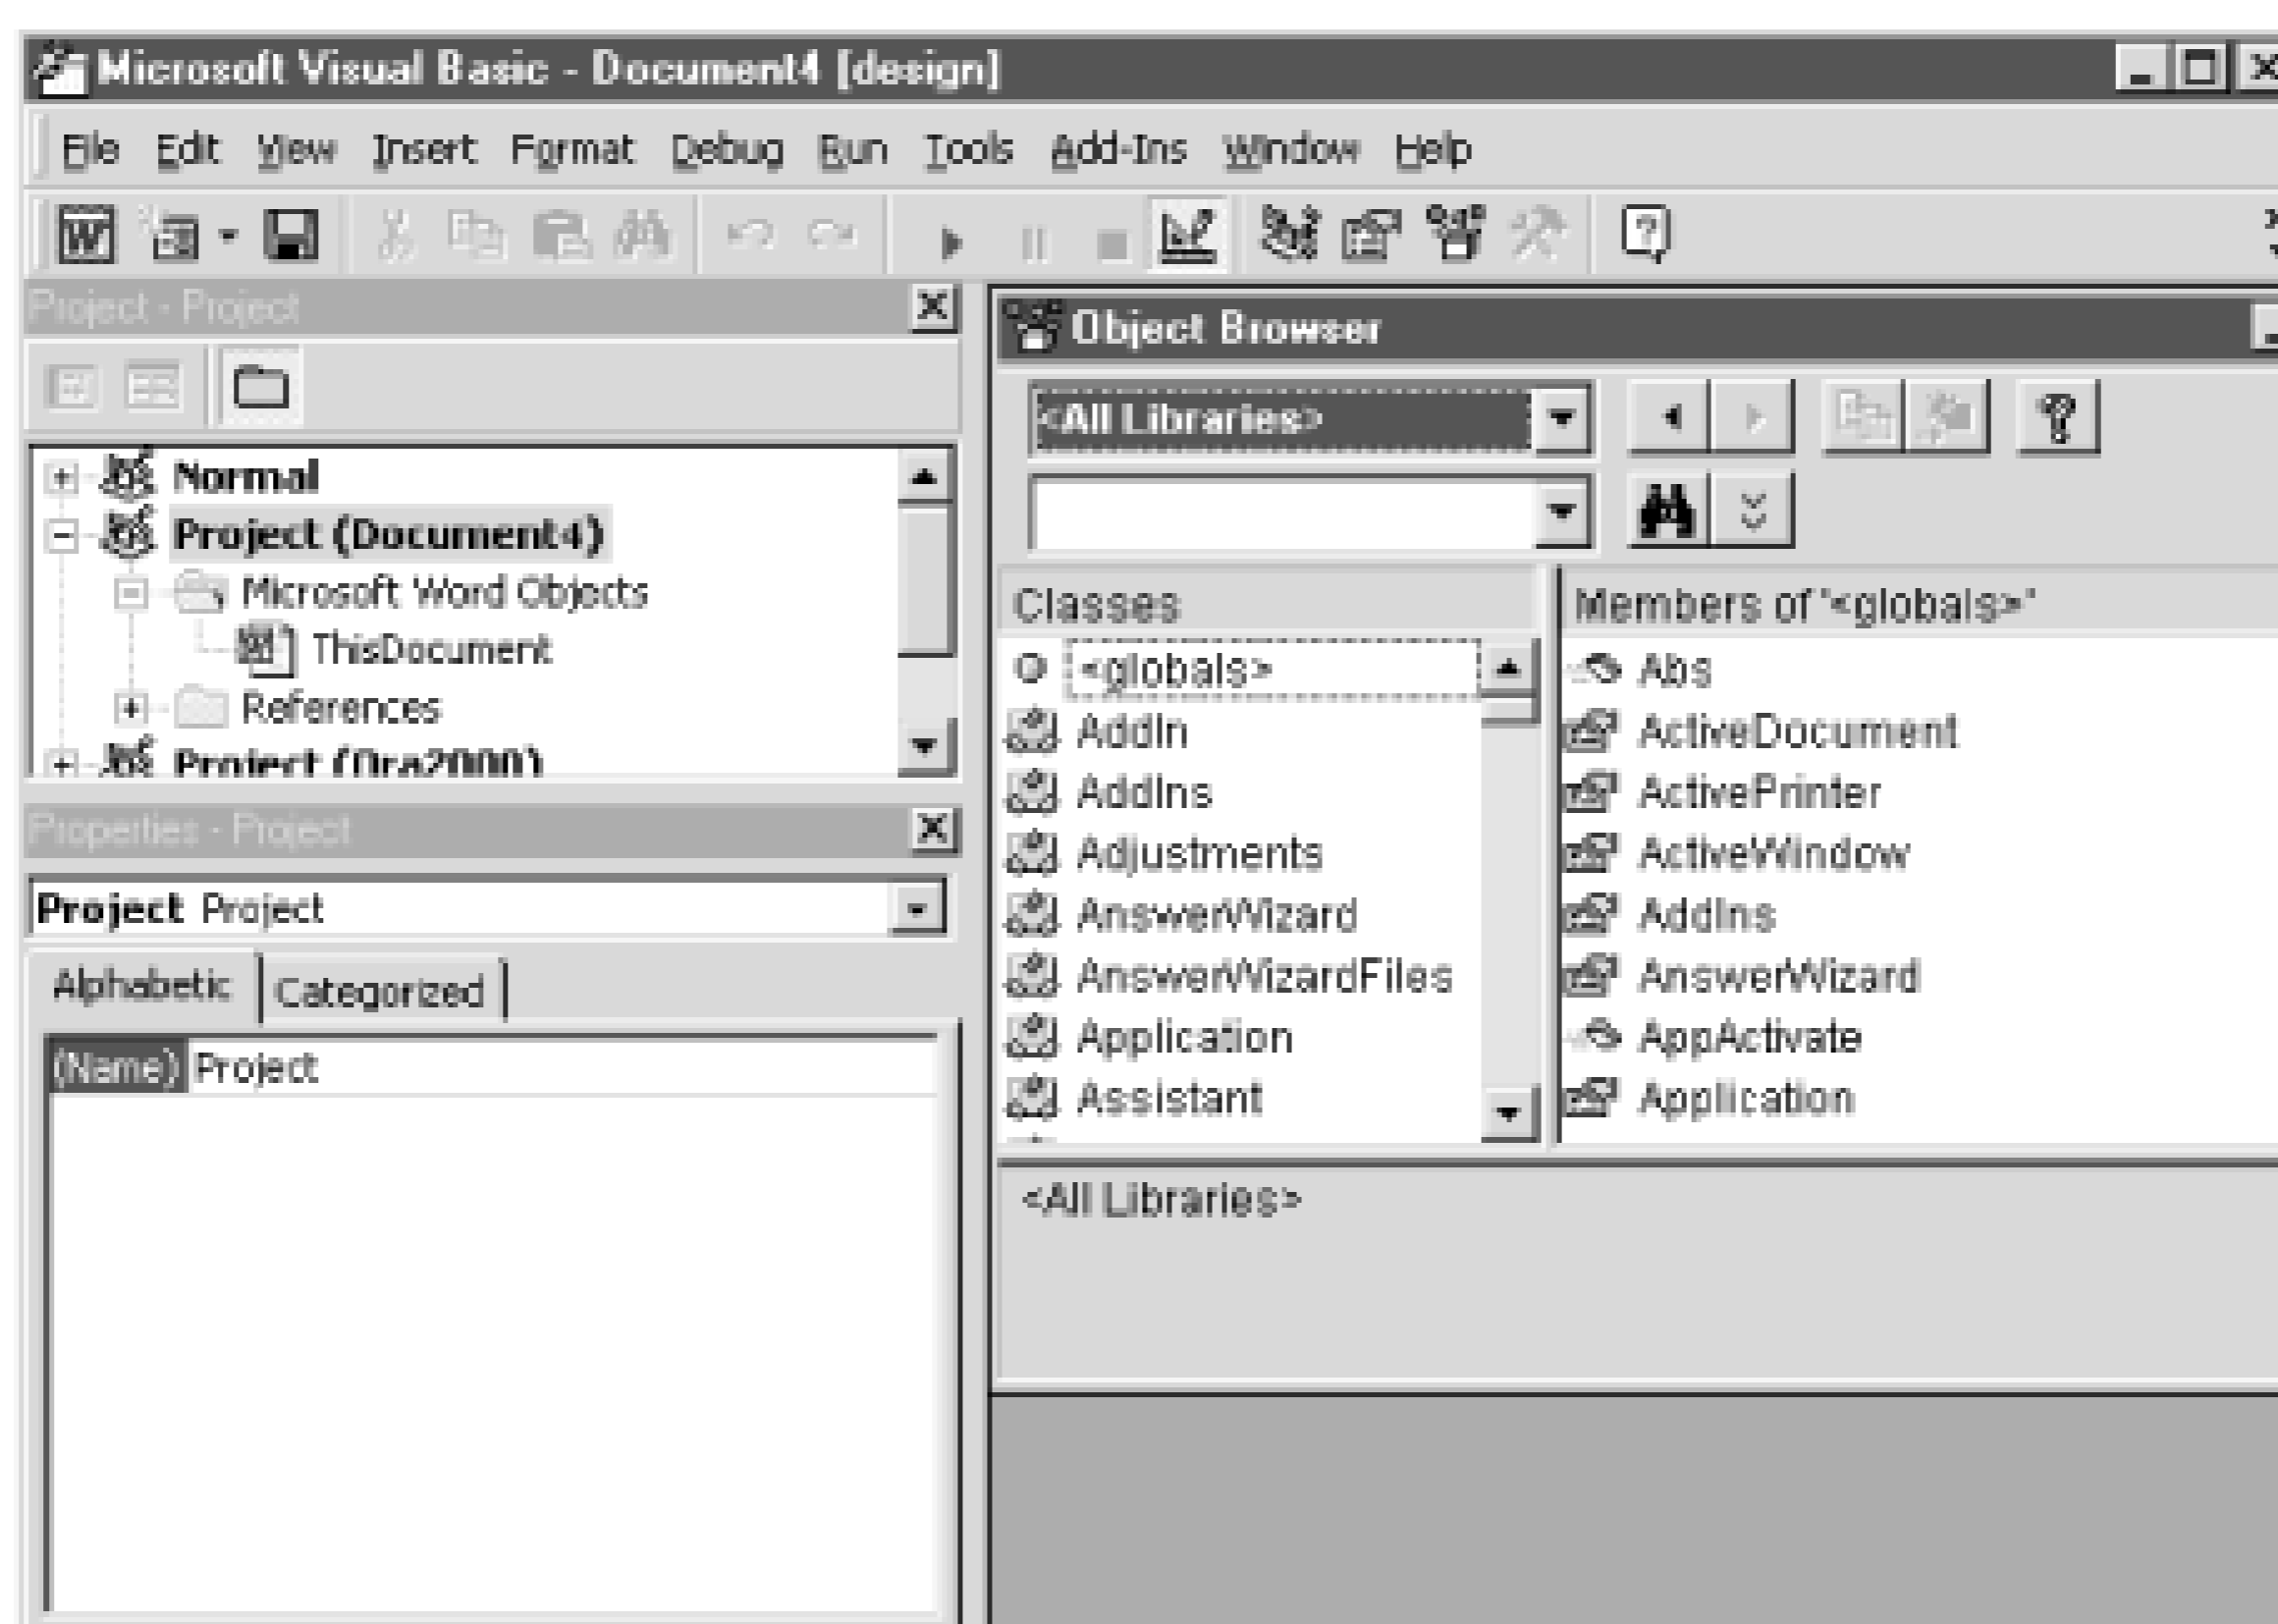 Microsoft Visual Basic - Document4 [design]
File Edit View Insert Format Debug Run Tools Add-Ins Window Help
Project - Project
Normal
Project (Document4)
Microsoft Word Objects
ThisDocument
References
Project (Ora2000)
Properties - Project
Project Project
Alphabetic Categorized
(Name) Project
Object Browser
<All Libraries>
Classes
<globals>
AddIn
AddIns
Adjustments
AnswerWizard
AnswerWizardFiles
Application
Assistant
Members of '<globals>'
Abs
ActiveDocument
ActivePrinter
ActiveWindow
AddIns
AnswerWizard
AppActivate
Application
<All Libraries>